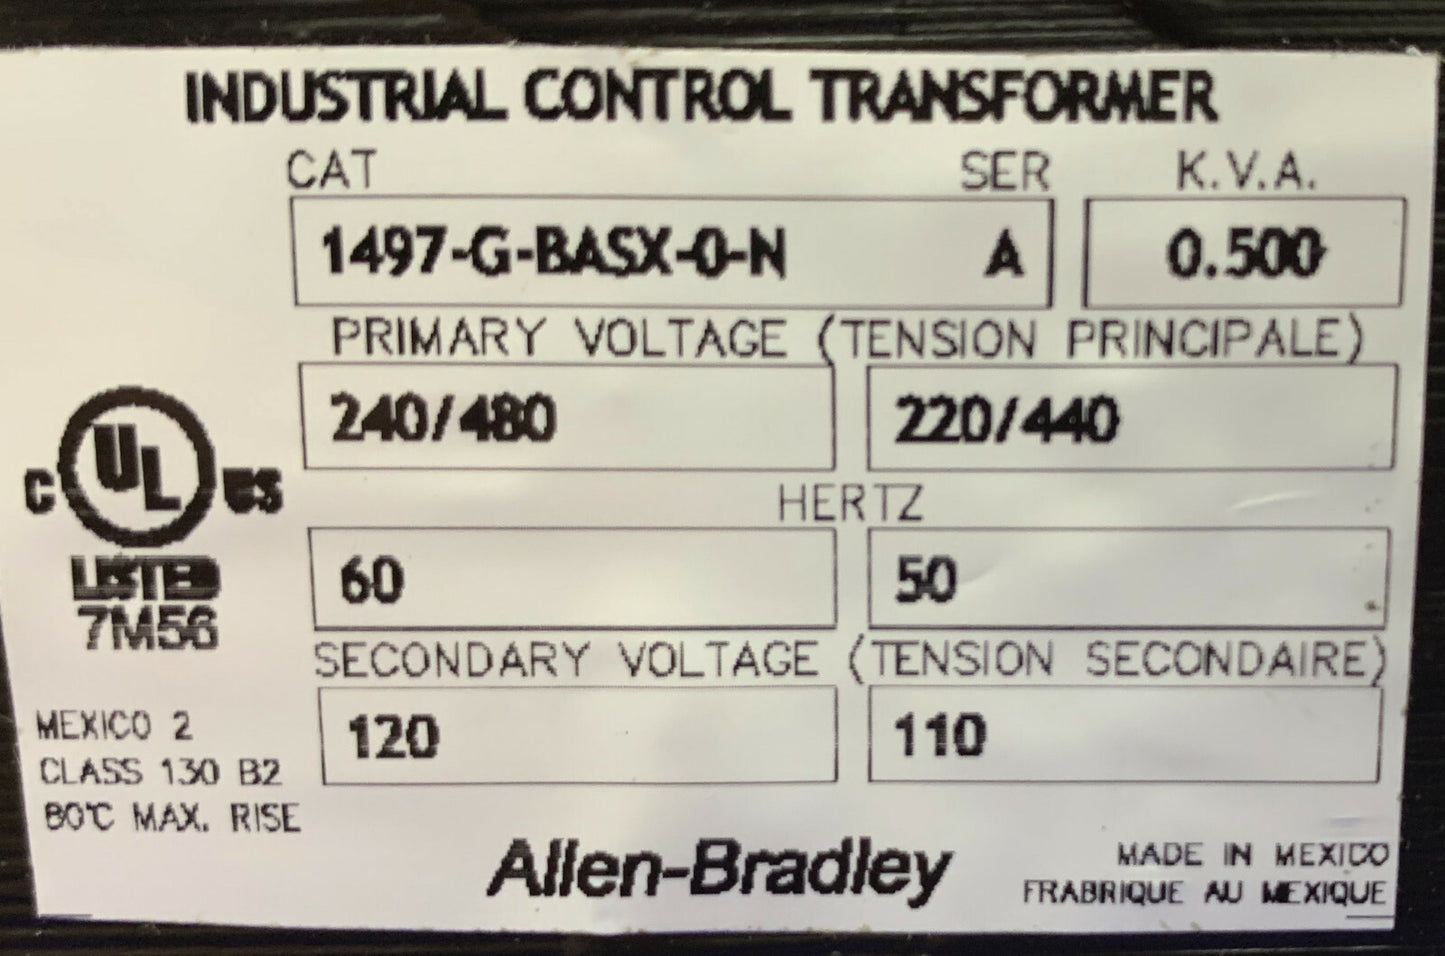 INDUSTRIAL CONTROL TRANSFORMER
CAT SER K.V.A.
1497-G-BASX-0-N A 0.500
PRIMARY VOLTAGE (TENSION PRINCIPALE)
240/480 220/440
HERTZ
60 50
SECONDARY VOLTAGE (TENSION SECONDAIRE)
120 110
C UL US
LISTED
7M56
MEXICO 2
CLASS 130 B2
80°C MAX. RISE
Allen-Bradley
MADE IN MEXICO
FRABRIQUE AU MEXIQUE